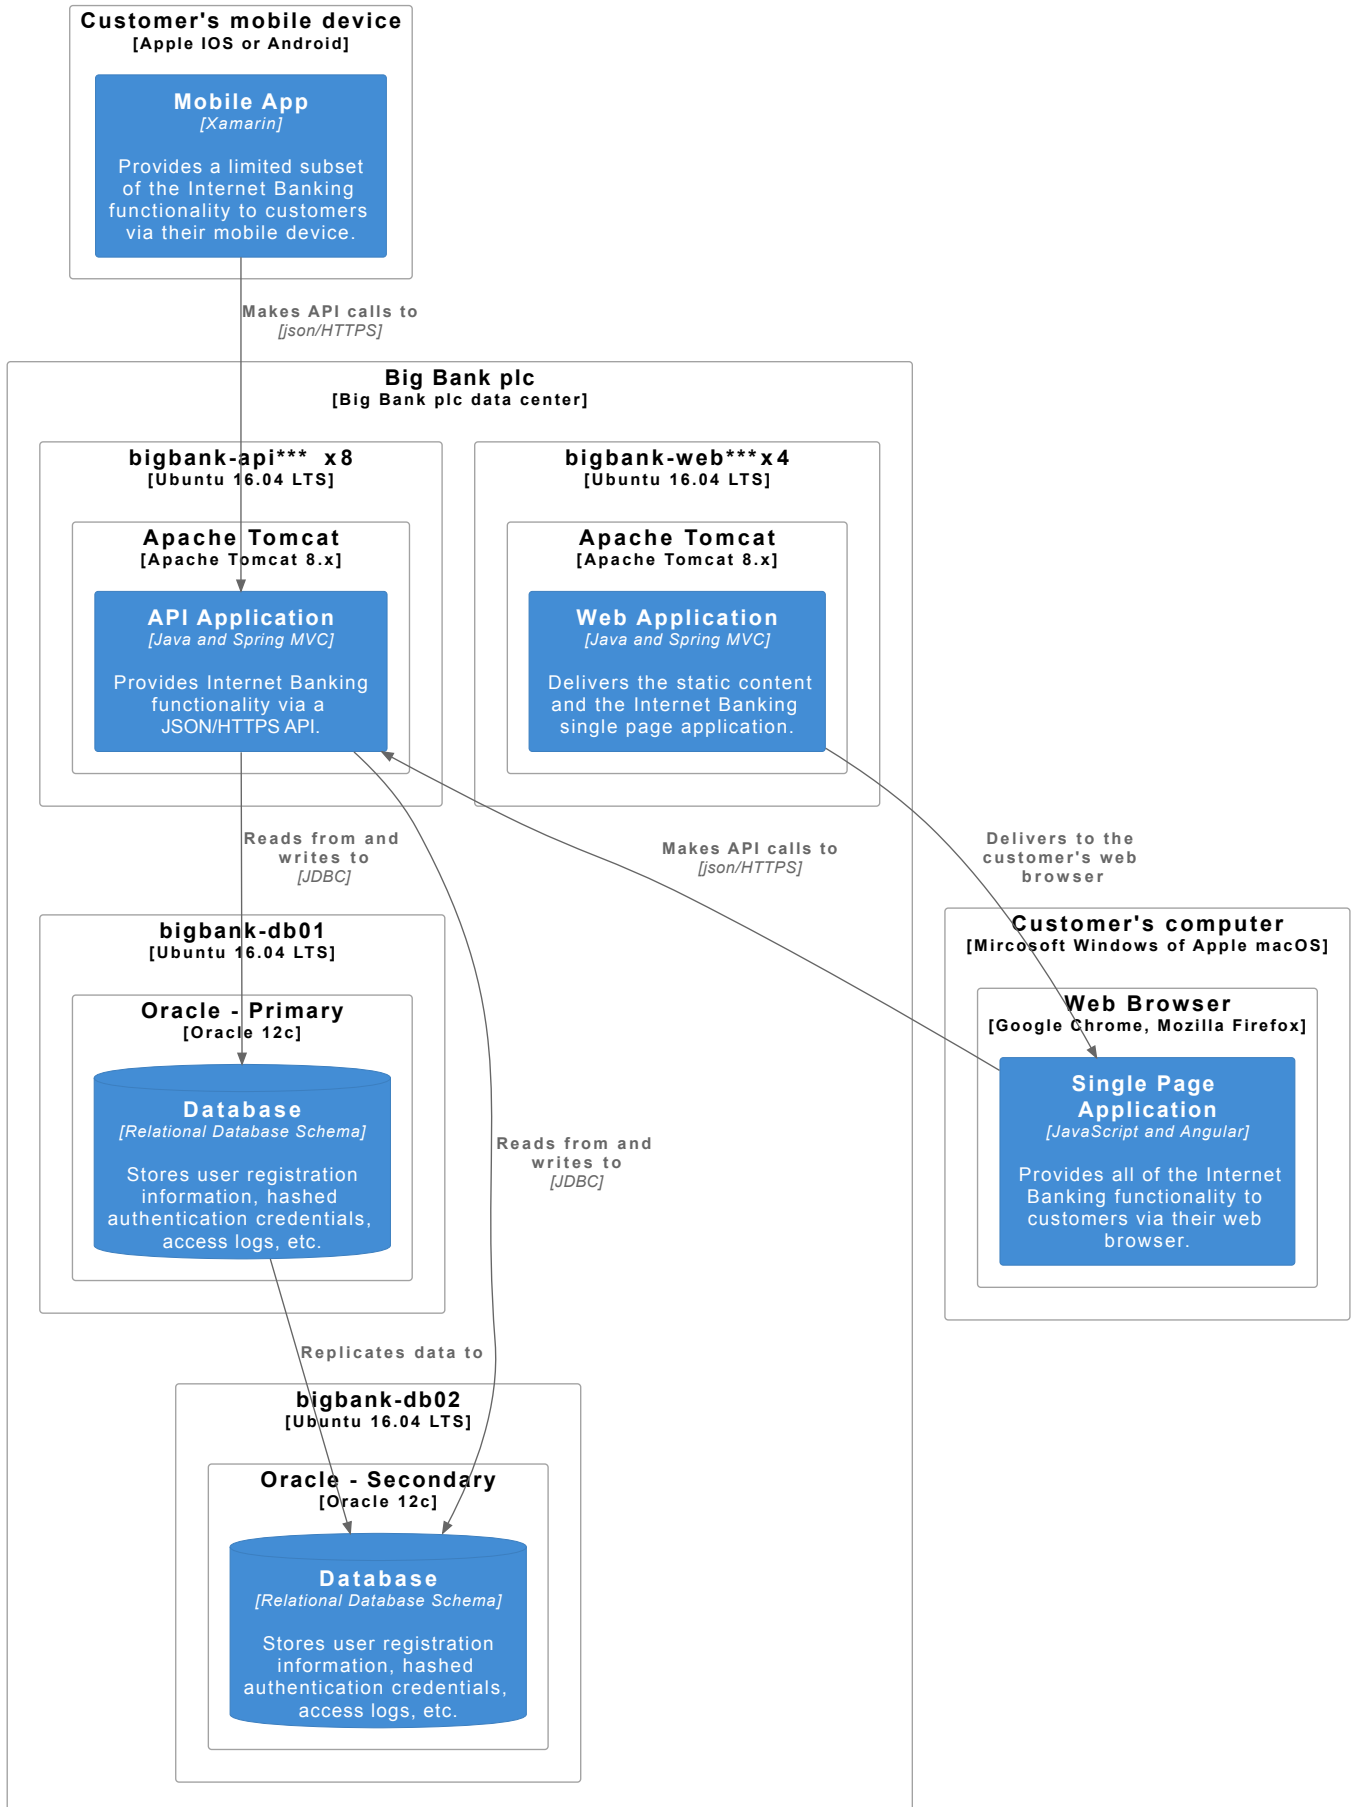 Customer's mobile device
[Apple IOS or Android]
Mobile App
[Xamarin]
Provides a limited subset
of the Internet Banking
functionality to customers
via their mobile device.
Makes API calls to
[json/HTTPS]
Big Bank plc
[Big Bank plc data center]
bigbank-api*** x8
[Ubuntu 16.04 LTS]
Apache Tomcat
[Apache Tomcat 8.x]
API Application
[Java and Spring MVC]
Provides Internet Banking
functionality via a
JSON/HTTPS API.
bigbank-web***x4
[Ubuntu 16.04 LTS]
Apache Tomcat
[Apache Tomcat 8.x]
Web Application
[Java and Spring MVC]
Delivers the static content
and the Internet Banking
single page application.
Reads from and
writes to
[JDBC]
Makes API calls to
[json/HTTPS]
Delivers to the
customer's web
browser
bigbank-db01
[Ubuntu 16.04 LTS]
Oracle - Primary
[Oracle 12c]
Database
[Relational Database Schema]
Stores user registration
information, hashed
authentication credentials,
access logs, etc.
Reads from and
writes to
[JDBC]
Customer's computer
[Mircosoft Windows of Apple macOS]
Web Browser
[Google Chrome, Mozilla Firefox]
Single Page
Application
[JavaScript and Angular]
Provides all of the Internet
Banking functionality to
customers via their web
browser.
Replicates data to
bigbank-db02
[Ubuntu 16.04 LTS]
Oracle - Secondary
[Oracle 12c]
Database
[Relational Database Schema]
Stores user registration
information, hashed
authentication credentials,
access logs, etc.